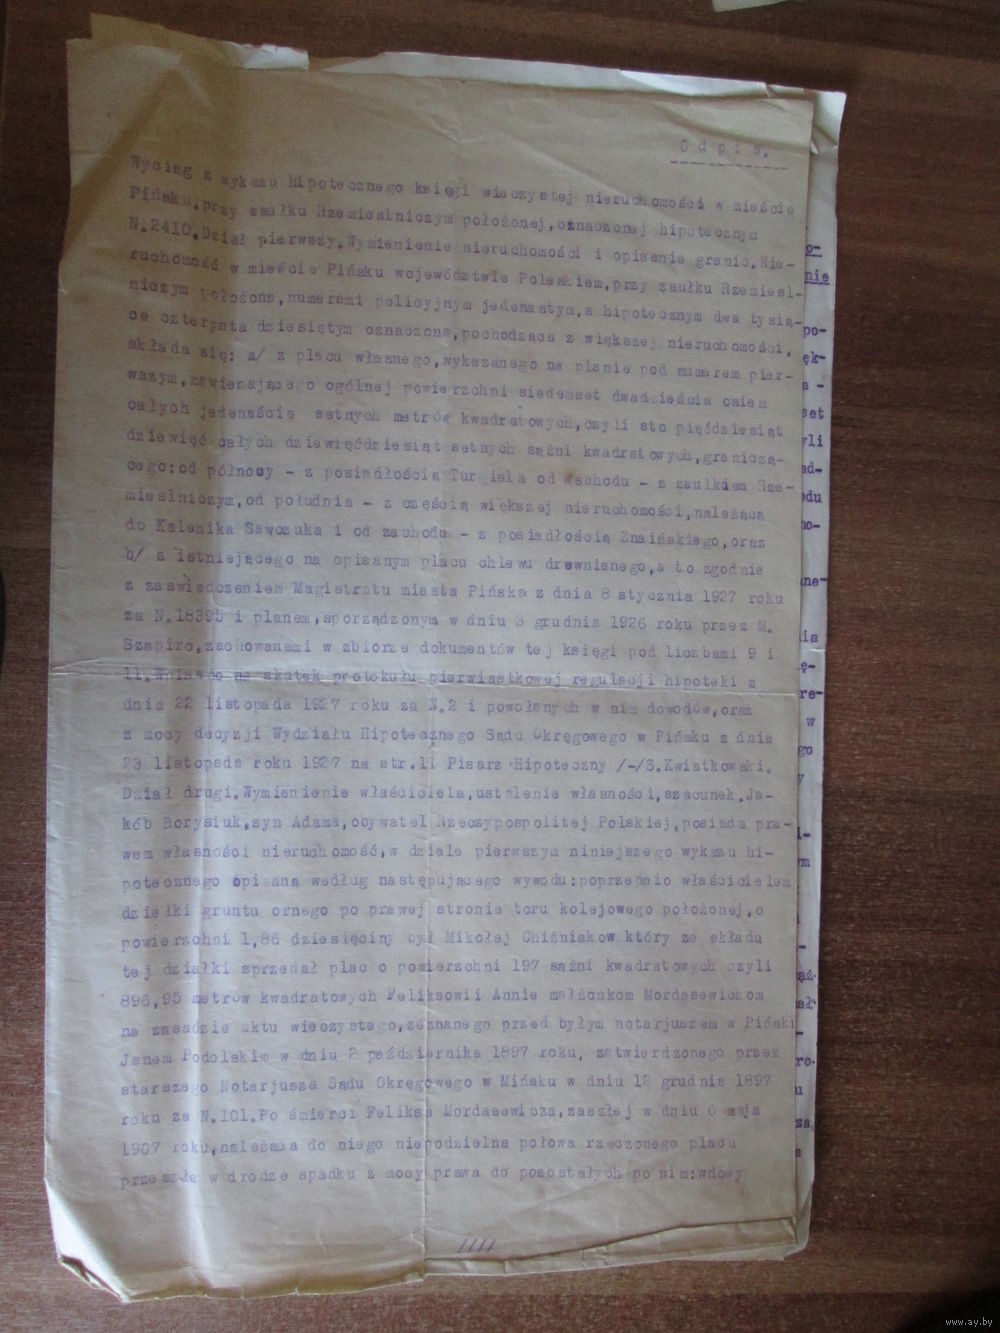 Odpis.
Wyciąg z wykazu hipotecznego księgi wieczystej nieruchomości w mieście
Pińsku,przy zaułku Rzemieslniczym położonej,oznaczonej hipotecznym
N.2410.Dział pierwszy.Wymienienie nieruchomości i opisanie granic.Nie-
ruchomość w mieście Pińsku województwie Poleskiem,przy zaułku Rzemiesl-
niczym położona,numerami policyjnym jedenastym,a hipotecznym dwa tysią-
ce czterysta dziesiętym oznaczona,pochodząca z większej nieruchomości,
składa się: a/ z placu własnego,wykazanego na planie pod numerem pier-
wszym,zawierającego ogólnej powierzchni siedemset dwadzieścia osiem
całych jedenaście setnych metrów kwadratowych,czyli sto pięćdziesiąt
dziewięć całych dziewięćdziesiąt setnych sążni kwadratowych,graniczą-
cego:od północy - z posiadłością Turgiela od wschodu - z zaułkiem Rze-
mieslniczym,od południa - z częścią większej nieruchomości,należącą
do Kalenika Sawczuka i od zachodu - z posiadłością Znaińskiego,oraz
b/ z istniejącego na opisanym placu chlewu drewnianego,a to zgodnie
z zaświadczeniem Magistratu miasta Pińska z dnia 8 stycznia 1927 roku
za N.18395 i planem,sporządzonym w dniu 3 grudnia 1926 roku przez M.
Szapiro,zachowanemi w zbiorze dokumentów tej księgi pod liczbami 9 i
11.Wpisano na skutek protokułu pierwiastkowej regulacji hipoteki z
dnia 22 listopada 1927 roku za N.2 i powołanych w nim dowodów,oraz
z mocy decyzji Wydziału Hipotecznego Sądu Okręgowego w Pińsku z dnia
23 listopada roku 1927 na str.11 Pisarz Hipoteczny /-/S.Kwiatkowski.
Dział drugi.Wymienienie właściciela,ustalenie własności,szacunek.Ja-
kób Borysiuk,syn Adama,obywatel Rzeczypospolitej Polskiej,posiada pra-
wem własności nieruchomość,w dziale pierwszym niniejszego wykazu hi-
potecznego opisaną według następującego wywodu:poprzednio właścicielem
działki gruntu ornego po prawej stronie toru kolejowego położonej,o
powierzchni 1,86 dziesięciny był Mikołaj Chiżniakow który ze składu
tej działki sprzedał plac o powierzchni 197 sążni kwadratowych czyli
896,95 metrów kwadratowych Feliksowii Annie małżonkom Mordasewiczom
na zasadzie aktu wieczystego,zeznanego przed byłym notarjuszem w Pińsku
Janem Podolskim w dniu 2 października 1897 roku, zatwierdzonego przez
starszego Notarjusza Sądu Okręgowego w Mińsku w dniu 12 grudnia 1897
roku za N.101.Po śmierci Feliksa Mordasewicza,zaszłej w dniu 6 maja
1907 roku,należąca do niego niepodzielna połowa rzeczonego placu
przeszła w drodze spadku z mocy prawa do pozostałych po nim:wdowy
www.ay.by